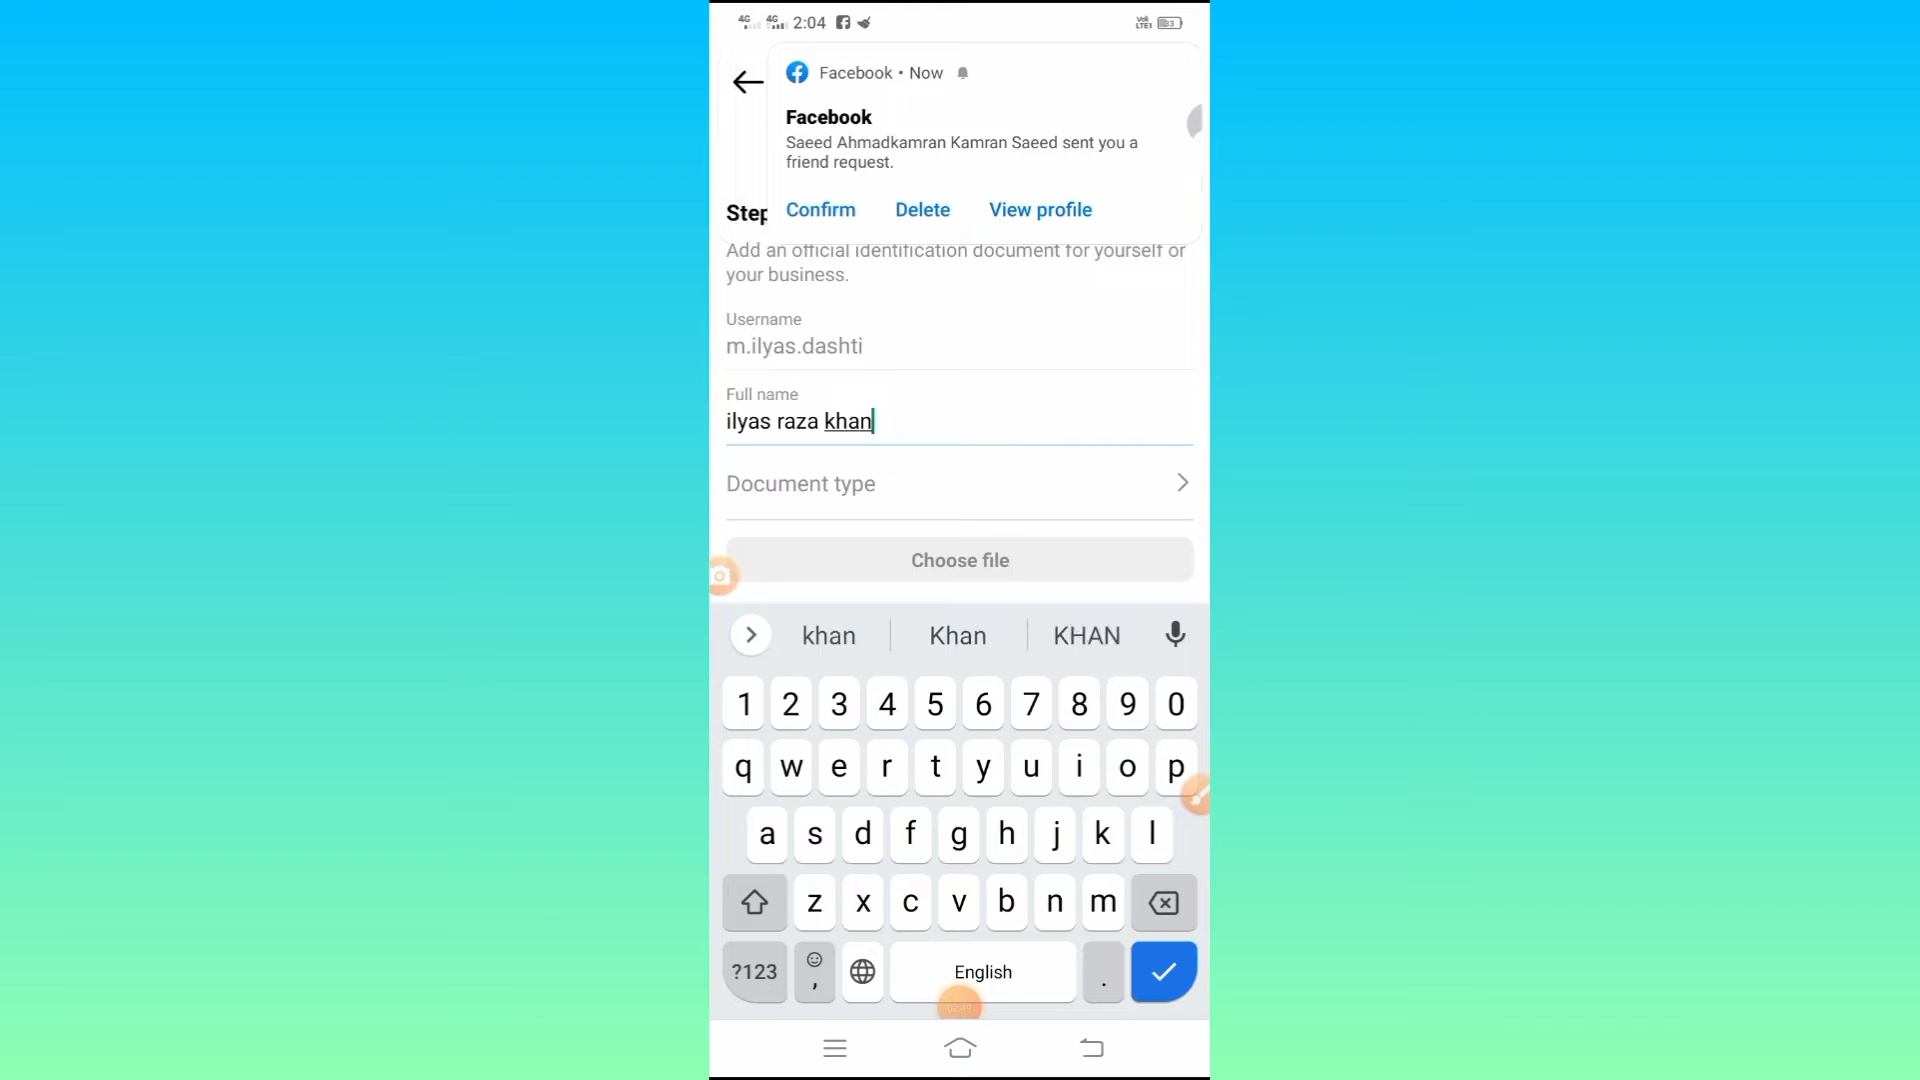 4G 4G 2:04 Vo) LTE1 33
Facebook • Now
Facebook
Saeed Ahmadkamran Kamran Saeed sent you a
friend request.
Confirm Delete View profile
Step
Add an official identification document for yourself or
your business.
Username
m.ilyas.dashti
Full name
ilyas raza khan
Document type
Choose file
khan Khan KHAN
1 2 3 4 5 6 7 8 9 0
q w e r t y u i o p
a s d f g h j k l
z x c v b n m
?123 , English .